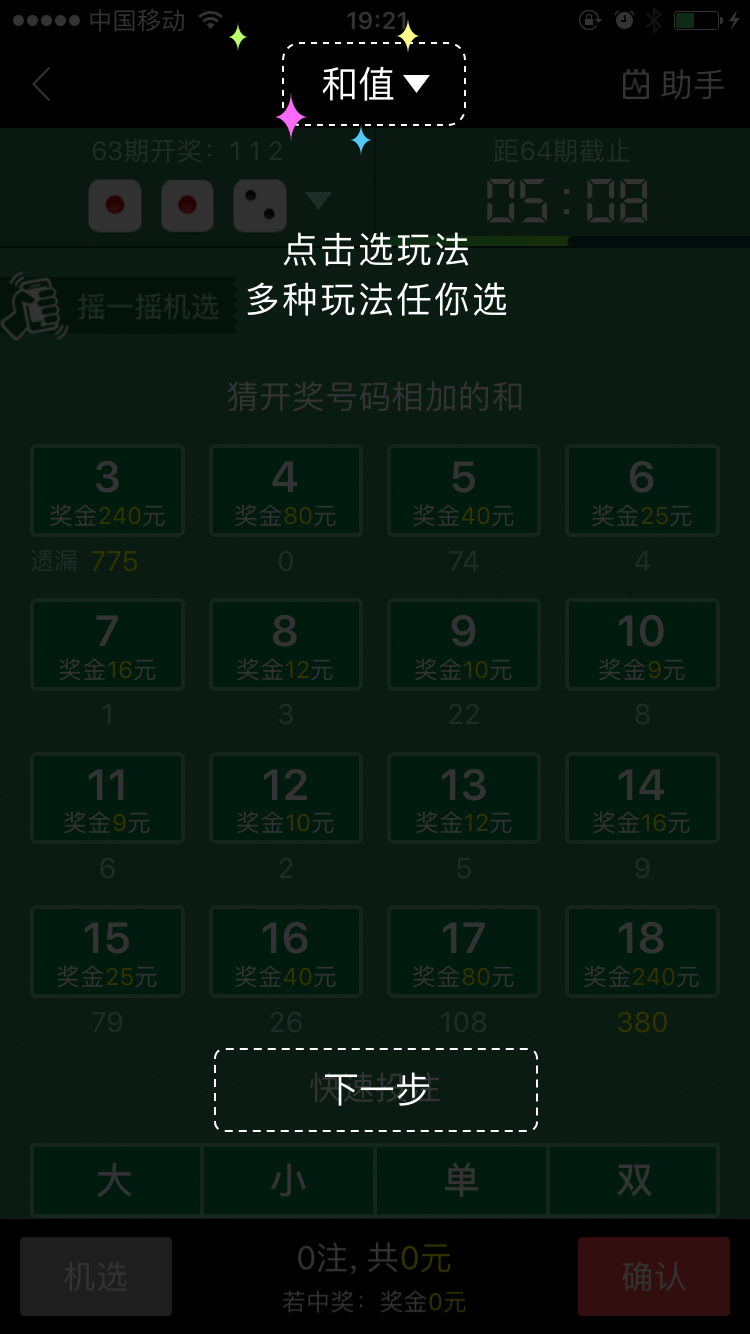 中国移动 19:21
和值
助手
63期开奖：1 1 2
距64期截止
05:08
点击选玩法
多种玩法任你选
摇一摇机选
猜开奖号码相加的和
3 4 5 6
奖金240元 奖金80元 奖金40元 奖金25元
遗漏 775 0 74 4
7 8 9 10
奖金16元 奖金12元 奖金10元 奖金9元
1 3 22 8
11 12 13 14
奖金9元 奖金10元 奖金12元 奖金16元
6 2 5 9
15 16 17 18
奖金25元 奖金40元 奖金80元 奖金240元
79 26 108 380
快速投注
下一步
大 小 单 双
机选
0注, 共0元
若中奖：奖金0元
确认